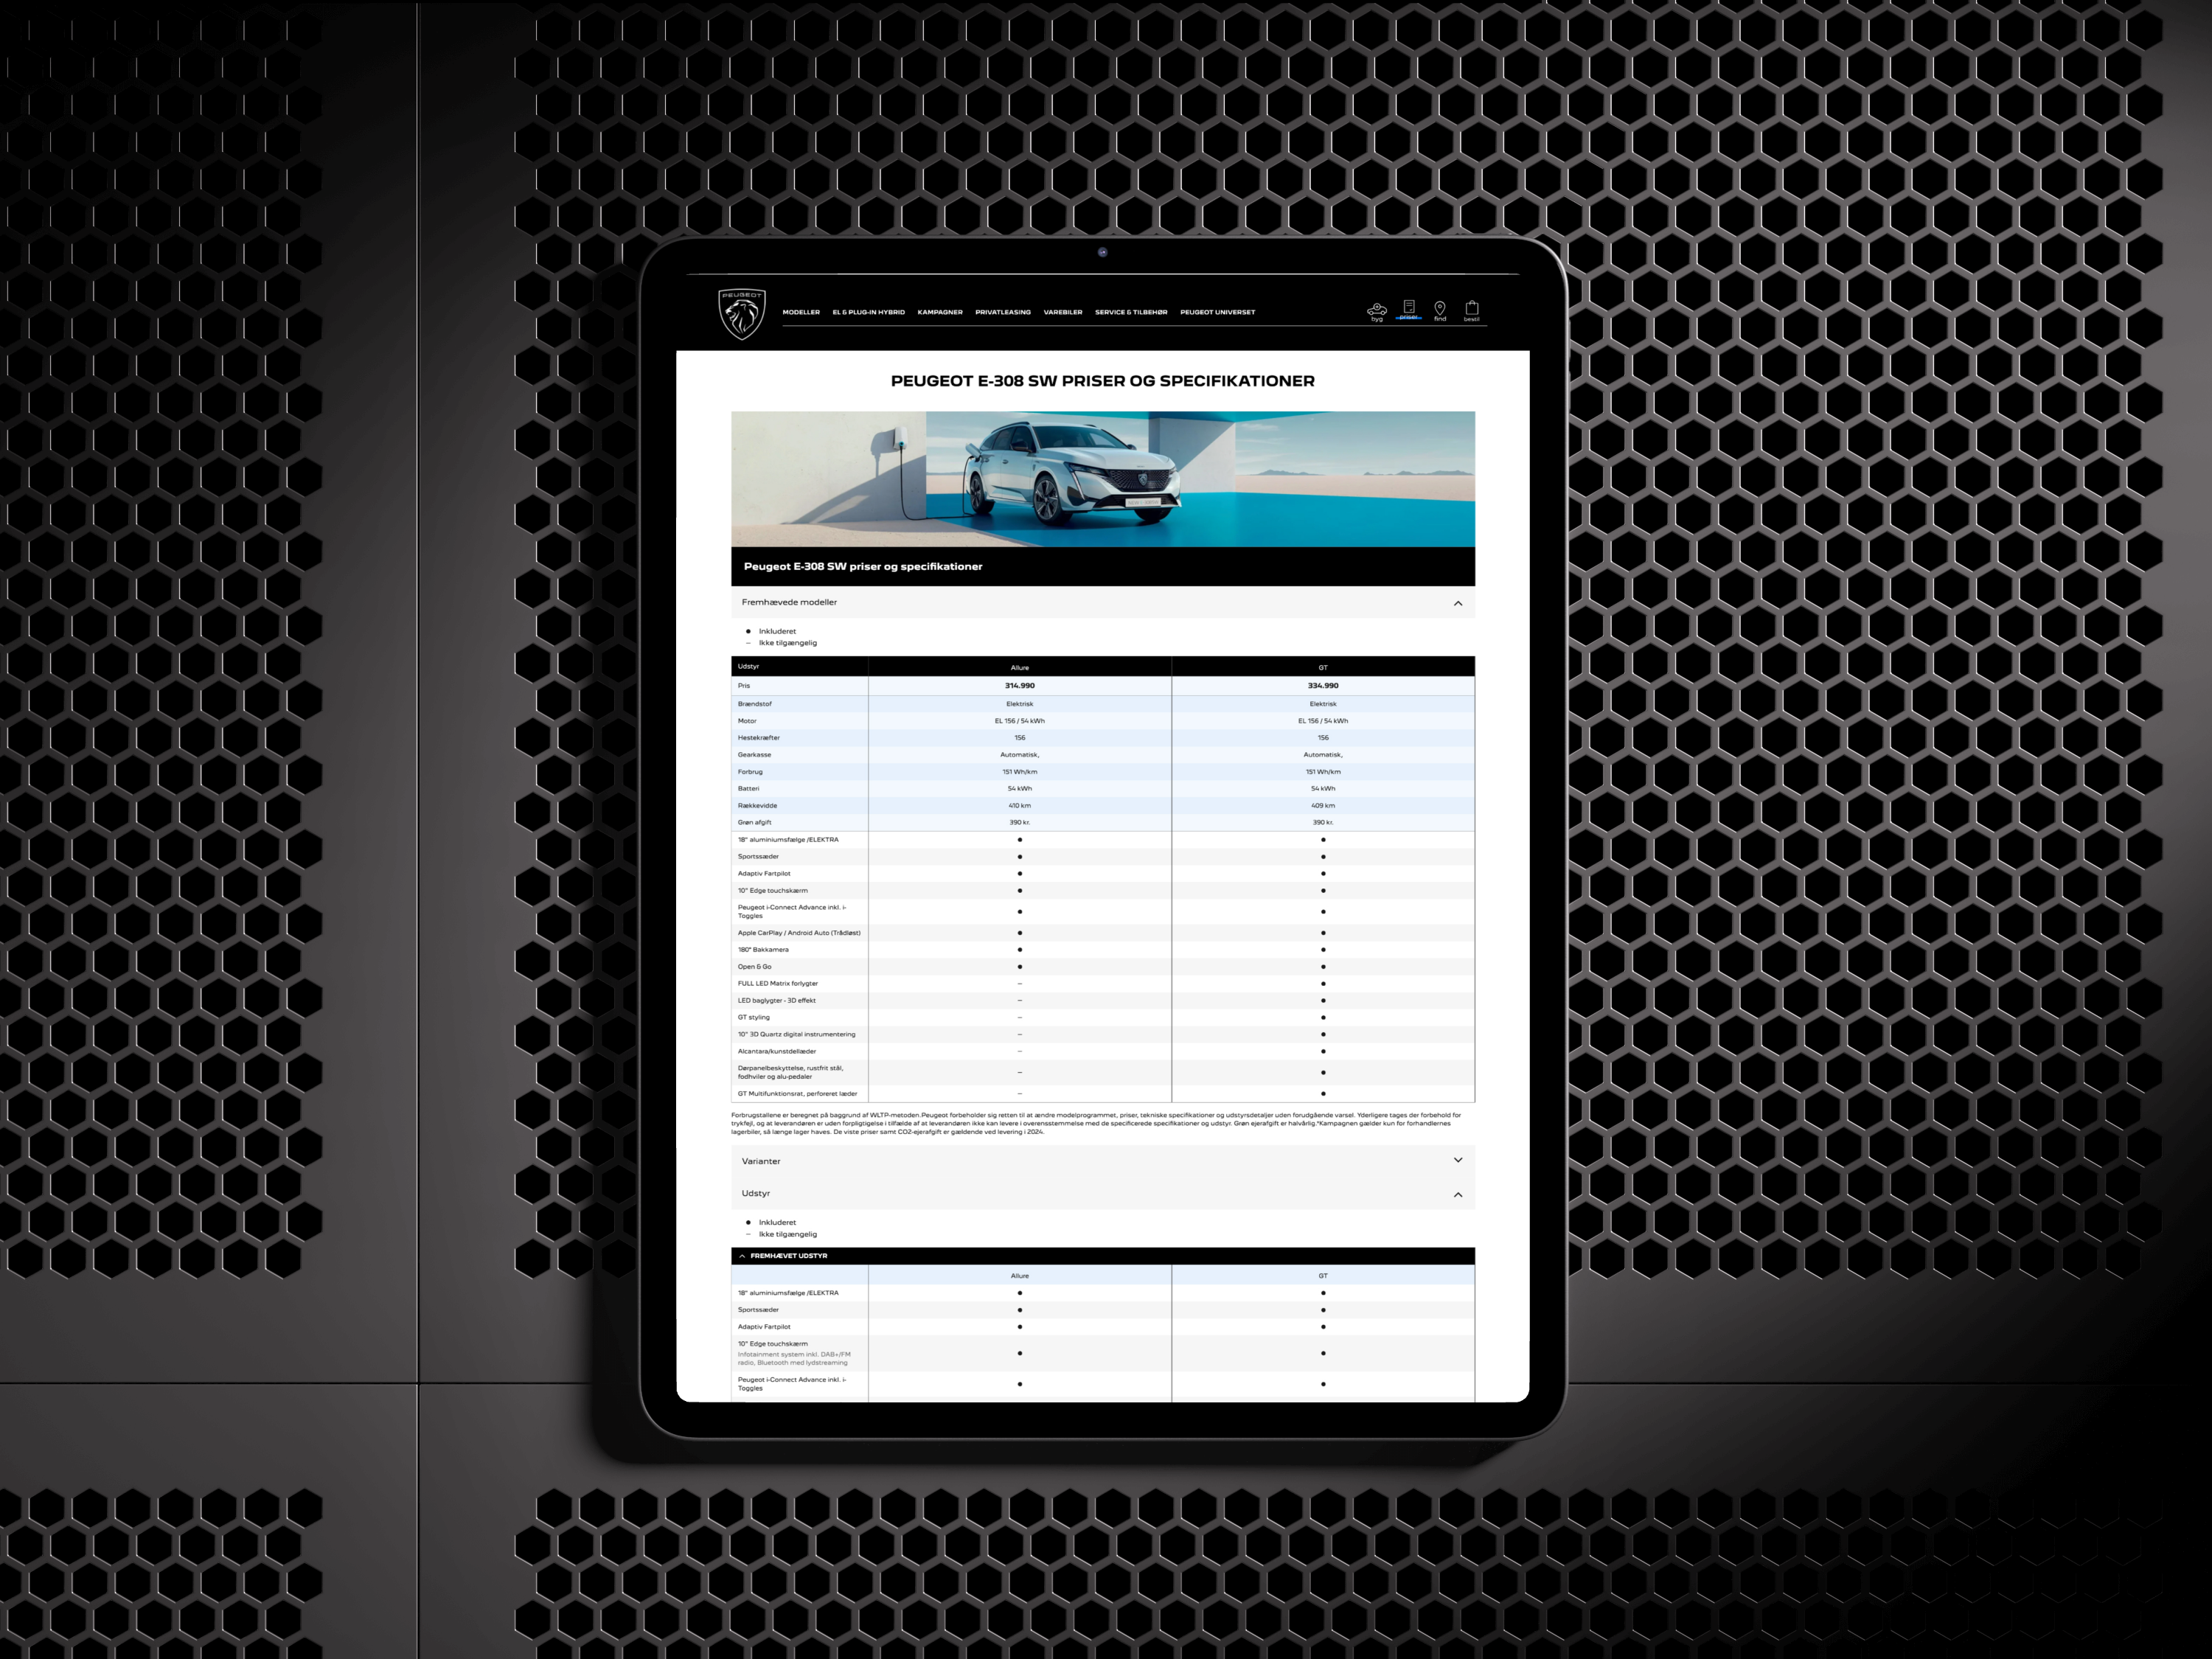 PEUGEOT
MODELLER EL & PLUG-IN HYBRID KAMPAGNER PRIVATLEASING VAREBILER SERVICE & TILBEHØR PEUGEOT UNIVERSET
byg priser find bestil
PEUGEOT E-308 SW PRISER OG SPECIFIKATIONER
Peugeot E-308 SW priser og specifikationer
Fremhævede modeller
● Inkluderet
– Ikke tilgængelig
Udstyr Allure GT
Pris 314.990 334.990
Brændstof Elektrisk Elektrisk
Motor EL 156 / 54 kWh EL 156 / 54 kWh
Hestekræfter 156 156
Gearkasse Automatisk, Automatisk,
Forbrug 151 Wh/km 151 Wh/km
Batteri 54 kWh 54 kWh
Rækkevidde 410 km 409 km
Grøn afgift 390 kr. 390 kr.
18" aluminiumsfælge /ELEKTRA ● ●
Sportssæder ● ●
Adaptiv Fartpilot ● ●
10" Edge touchskærm ● ●
Peugeot i-Connect Advance inkl. i-
Toggles ● ●
Apple CarPlay / Android Auto (Trådløst) ● ●
180° Bakkamera ● ●
Open & Go ● ●
FULL LED Matrix forlygter – ●
LED baglygter - 3D effekt – ●
GT styling – ●
10" 3D Quartz digital instrumentering – ●
Alcantara/kunstdellæder – ●
Dørpanelbeskyttelse, rustfrit stål,
fodhviler og alu-pedaler – ●
GT Multifunktionsrat, perforeret læder – ●
Forbrugstallene er beregnet på baggrund af WLTP-metoden.Peugeot forbeholder sig retten til at ændre modelprogrammet, priser, tekniske specifikationer og udstyrsdetaljer uden forudgående varsel. Yderligere tages der forbehold for
trykfejl, og at leverandøren er uden forpligtigelse i tilfælde af at leverandøren ikke kan levere i overensstemmelse med de specificerede specifikationer og udstyr. Grøn ejerafgift er halvårlig.*Kampagnen gælder kun for forhandlernes
lagerbiler, så længe lager haves. De viste priser samt CO2-ejerafgift er gældende ved levering i 2024.
Varianter
Udstyr
● Inkluderet
– Ikke tilgængelig
FREMHÆVET UDSTYR
Allure GT
18" aluminiumsfælge /ELEKTRA ● ●
Sportssæder ● ●
Adaptiv Fartpilot ● ●
10" Edge touchskærm
Infotainment system inkl. DAB+/FM
radio, Bluetooth med lydstreaming ● ●
Peugeot i-Connect Advance inkl. i-
Toggles ● ●